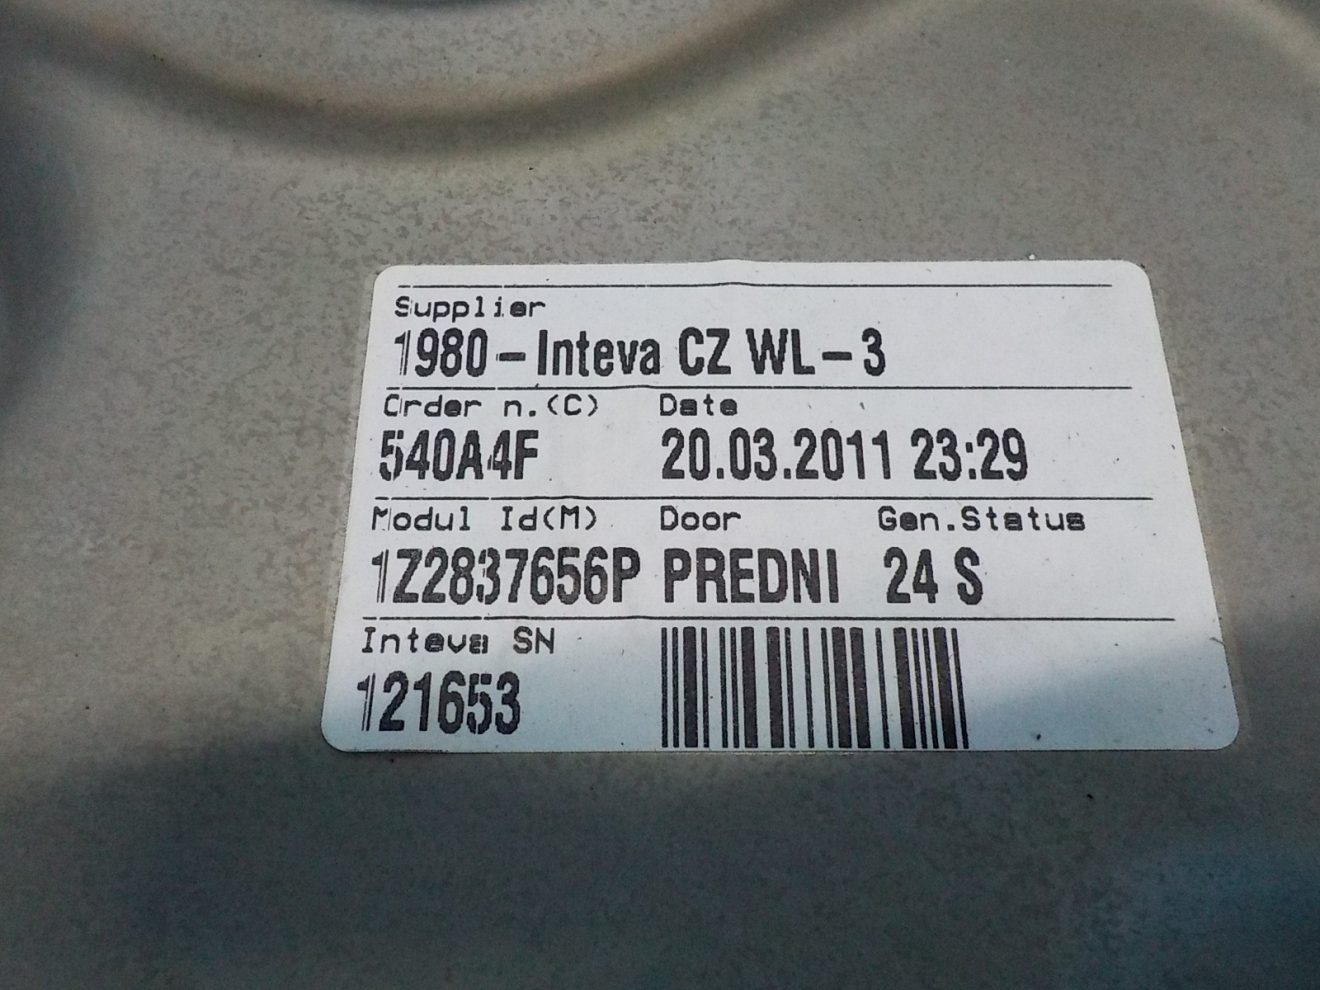 Supplier
1980-Inteva CZ WL-3
Order n.(C) Date
540A4F 20.03.2011 23:29
Modul Id(M) Door Gen.Status
1Z2837656P PREDNI 24 S
Inteva SN
121653